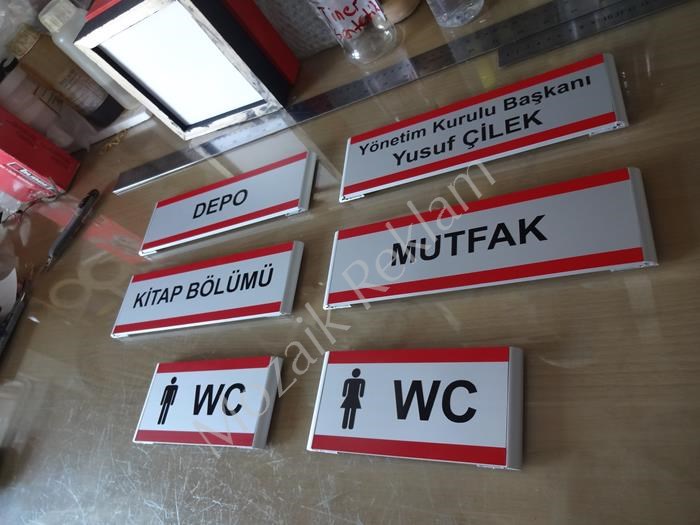 Yönetim Kurulu Başkanı
Yusuf ÇİLEK
DEPO
MUTFAK
KİTAP BÖLÜMÜ
WC
WC
Mozaik Reklam